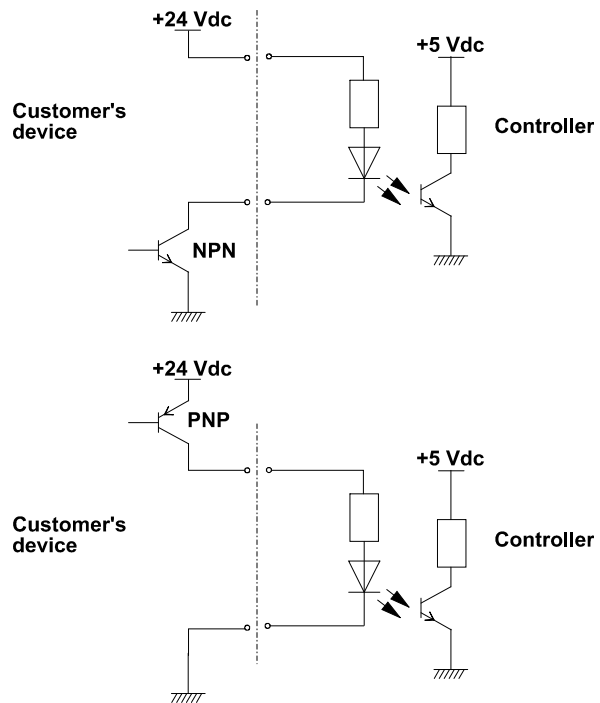 +24 Vdc
+5 Vdc
Customer's
device
Controller
NPN
+24 Vdc
PNP
+5 Vdc
Customer's
device
Controller